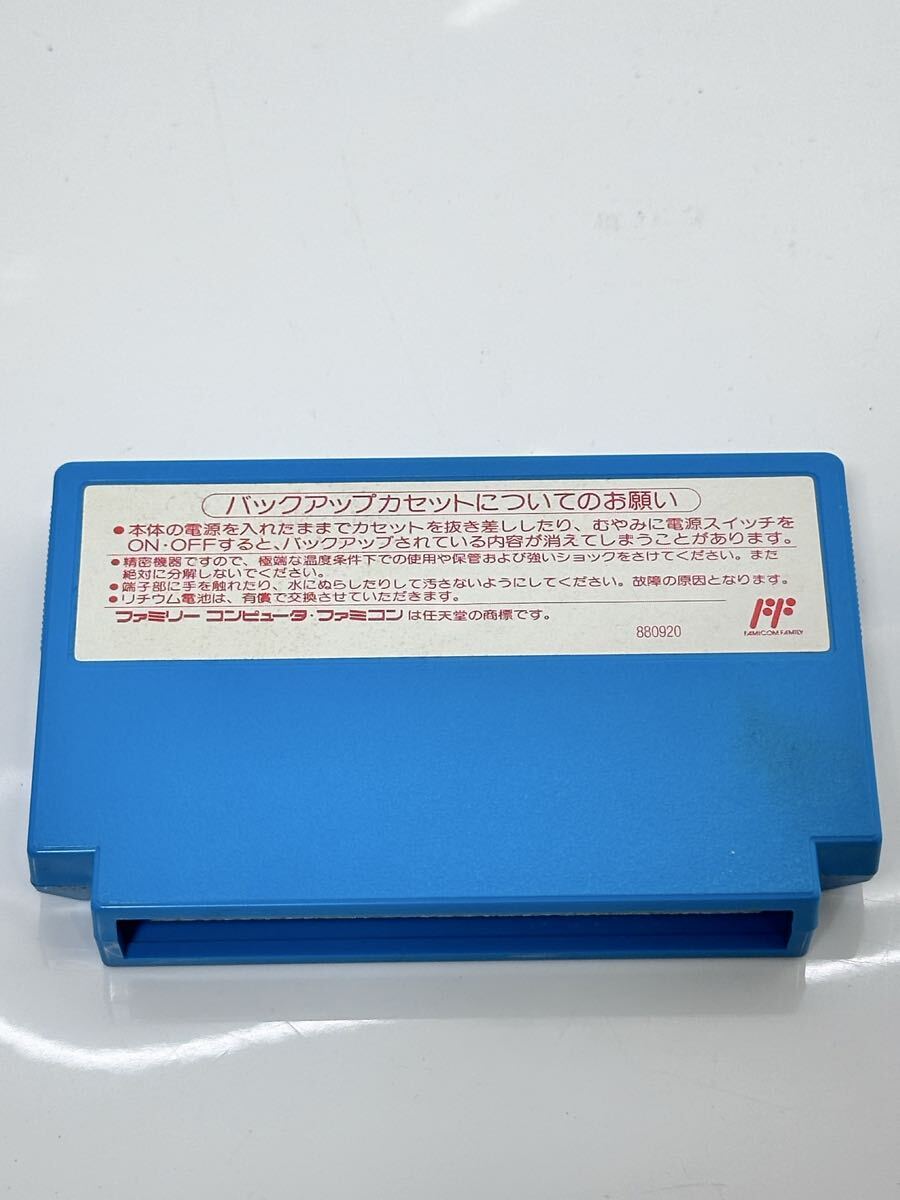 バックアップカセットについてのお願い
●本体の電源を入れたままでカセットを抜き差ししたり、むやみに電源スイッチを
ON・OFFすると、バックアップされている内容が消えてしまうことがあります。
●精密機器ですので、極端な温度条件下での使用や保管および強いショックをさけてください。また
絶対に分解しないでください。
●端子部に手を触れたり、水にぬらしたりして汚さないようにしてください。故障の原因となります。
●リチウム電池は、有償で交換させていただきます。
ファミリー コンピュータ・ファミコン は任天堂の商標です。
880920
FAMICOM FAMILY